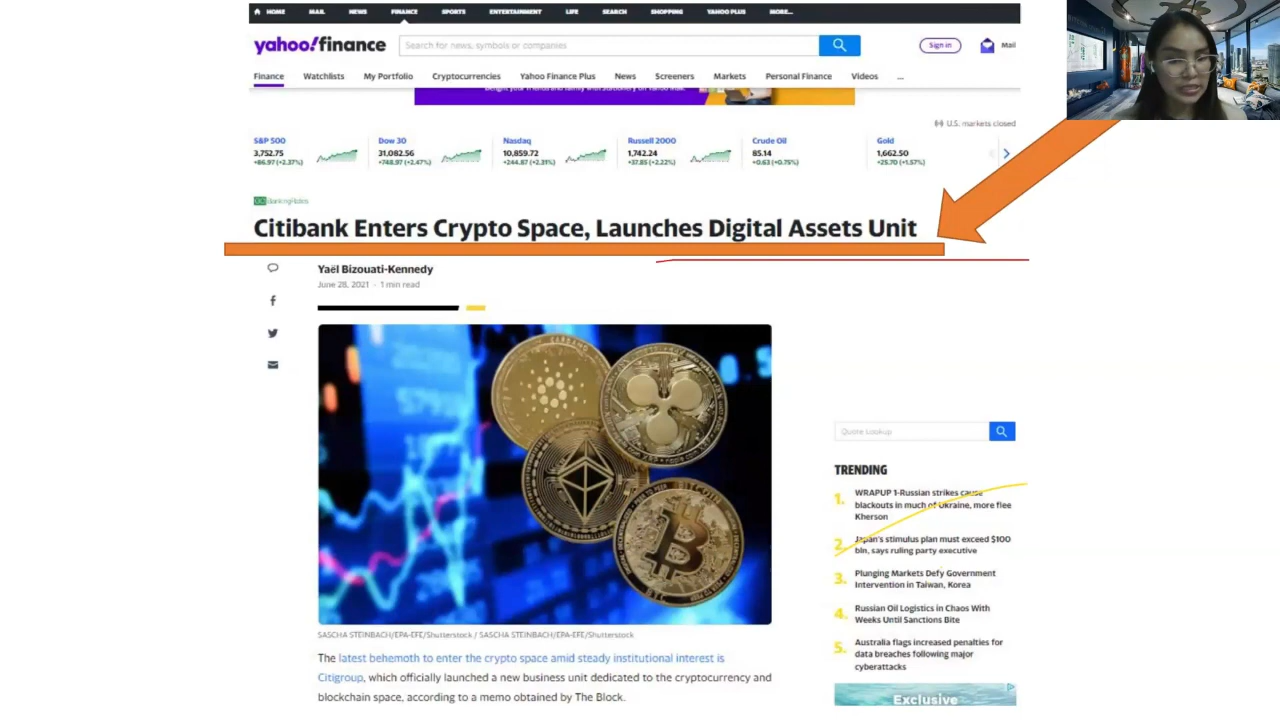 HOME MAIL NEWS FINANCE SPORTS ENTERTAINMENT LIFE SEARCH SHOPPING YAHOO PLUS MORE...
yahoo!finance
Search for news, symbols or companies
Sign in
Mail
Finance Watchlists My Portfolio Cryptocurrencies Yahoo Finance Plus News Screeners Markets Personal Finance Videos ...
U.S. markets closed
S&P 500
3,752.75
+86.97 (+2.37%)
Dow 30
31,082.56
+748.97 (+2.47%)
Nasdaq
10,859.72
+244.87 (+2.31%)
Russell 2000
1,742.24
+37.85 (+2.22%)
Crude Oil
85.14
+0.63 (+0.75%)
Gold
1,662.50
+25.70 (+1.57%)
Citibank Enters Crypto Space, Launches Digital Assets Unit
Yaël Bizouati-Kennedy
June 28, 2021 · 1 min read
SASCHA STEINBACH/EPA-EFE/Shutterstock / SASCHA STEINBACH/EPA-EFE/Shutterstock
The latest behemoth to enter the crypto space amid steady institutional interest is
Citigroup, which officially launched a new business unit dedicated to the cryptocurrency and
blockchain space, according to a memo obtained by The Block.
Quote Lookup
TRENDING
1. WRAPUP 1-Russian strikes cause
blackouts in much of Ukraine, more flee
Kherson
2. Japan's stimulus plan must exceed $100
bln, says ruling party executive
3. Plunging Markets Defy Government
Intervention in Taiwan, Korea
4. Russian Oil Logistics in Chaos With
Weeks Until Sanctions Bite
5. Australia flags increased penalties for
data breaches following major
cyberattacks
Exclusive